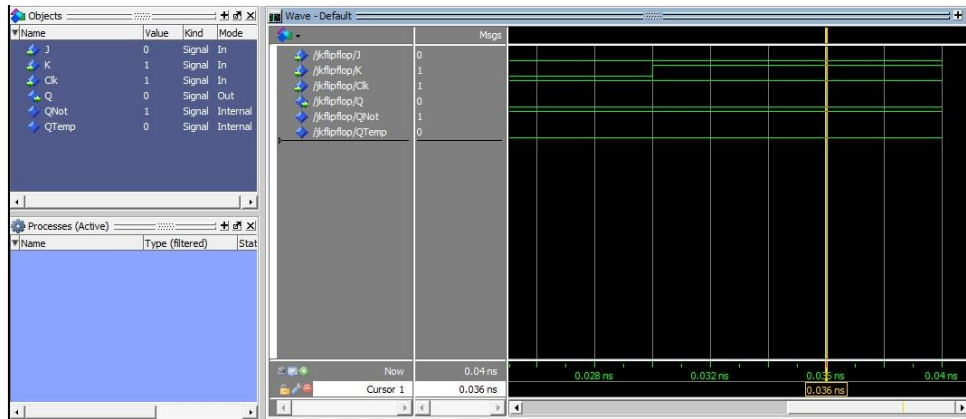 Objects
Name Value Kind Mode
J 0 Signal In
K 1 Signal In
Clk 1 Signal In
Q 0 Signal Out
QNot 1 Signal Internal
QTemp 0 Signal Internal
Processes (Active)
Name Type (filtered) Stat
Wave - Default
Msgs
/jkflipflop/J 0
/jkflipflop/K 1
/jkflipflop/Clk 1
/jkflipflop/Q 0
/jkflipflop/QNot 1
/jkflipflop/QTemp 0
Now 0.04 ns 0.028 ns 0.032 ns 0.036 ns 0.04 ns
Cursor 1 0.036 ns 0.036 ns